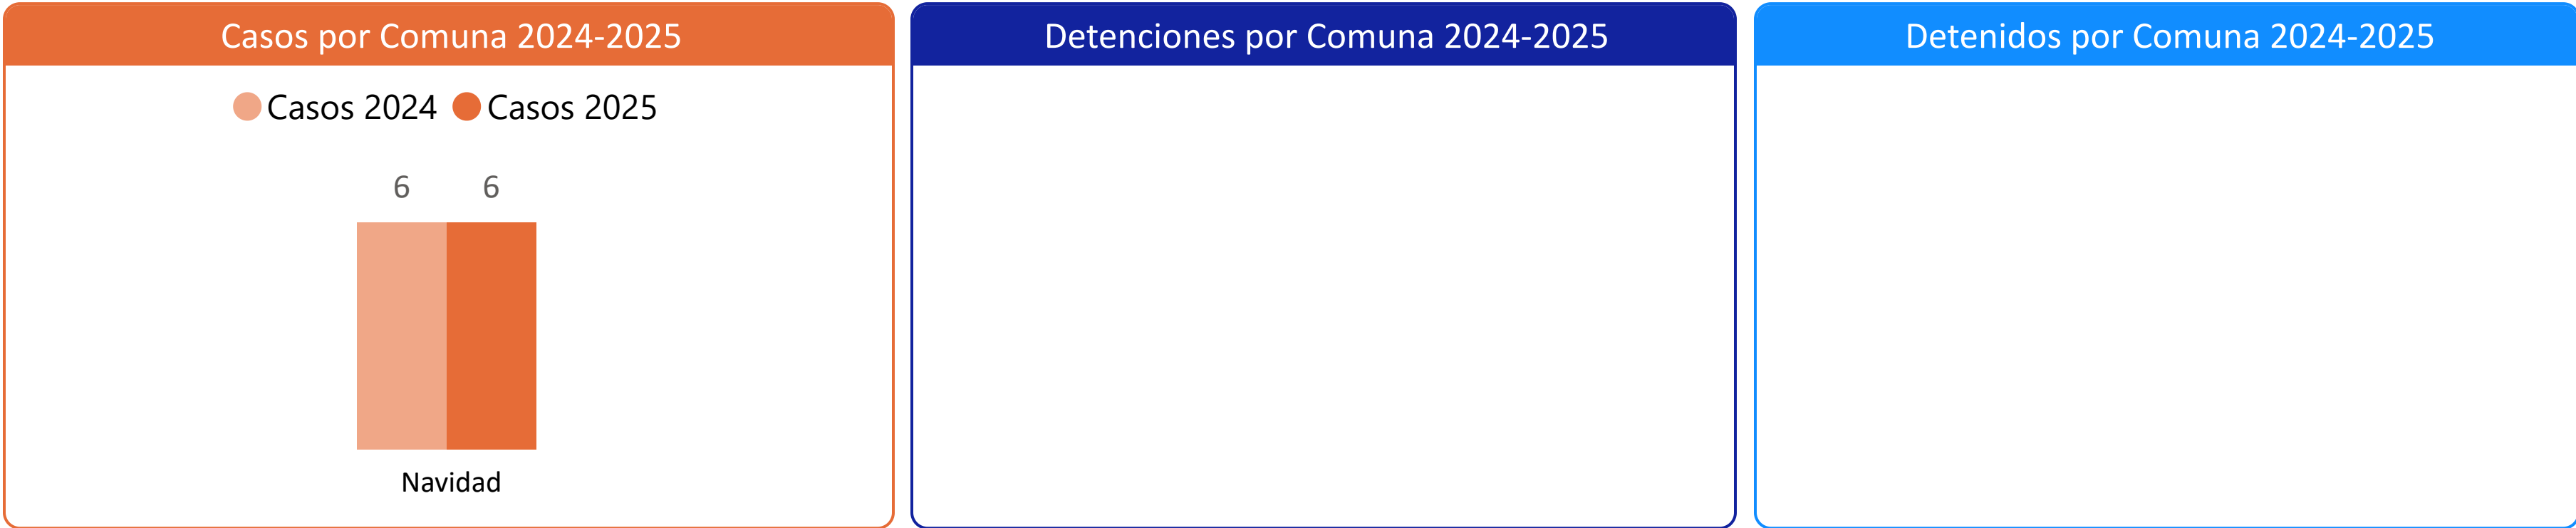 Casos por Comuna 2024-2025
Casos 2024 Casos 2025
6 6
Navidad
Detenciones por Comuna 2024-2025
Detenidos por Comuna 2024-2025